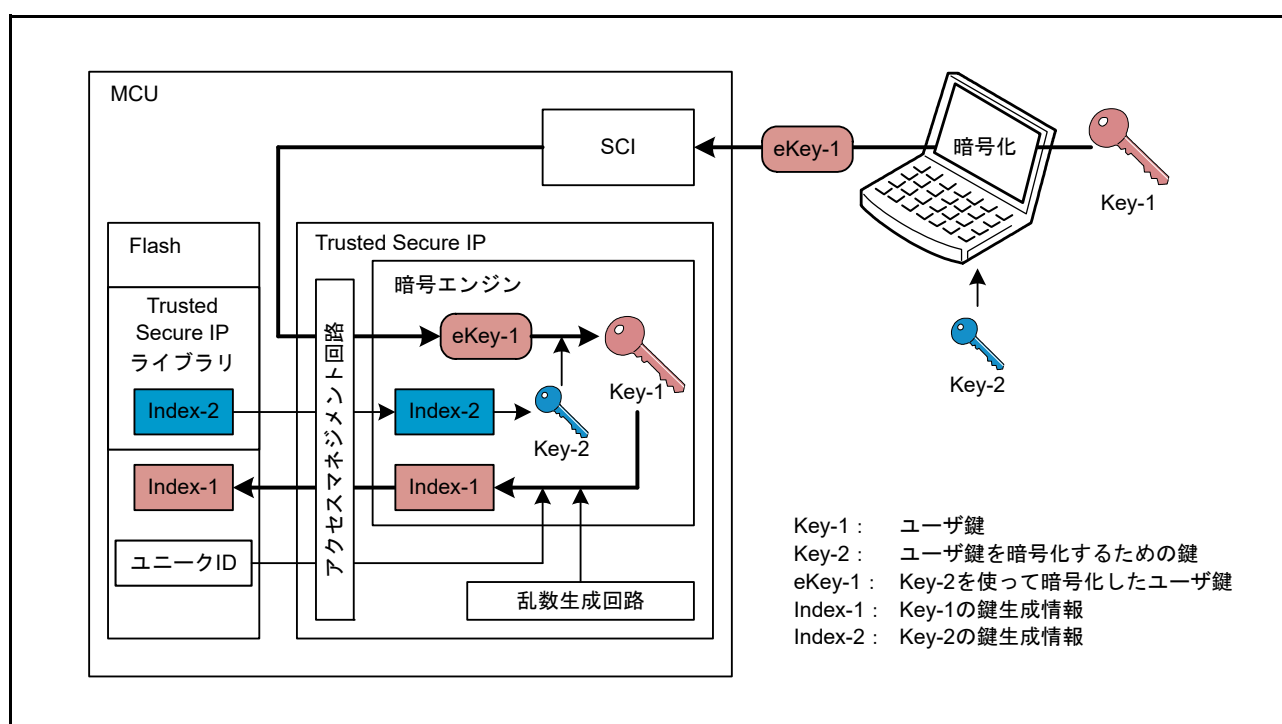 MCU
SCI
eKey-1
暗号化
Key-1
Key-2
Flash
Trusted
Secure IP
ライブラリ
Index-2
Index-1
ユニークID
Trusted Secure IP
アクセスマネジメント回路
暗号エンジン
eKey-1
Key-1
Index-2
Key-2
Index-1
乱数生成回路
Key-1： ユーザ鍵
Key-2： ユーザ鍵を暗号化するための鍵
eKey-1： Key-2を使って暗号化したユーザ鍵
Index-1： Key-1の鍵生成情報
Index-2： Key-2の鍵生成情報